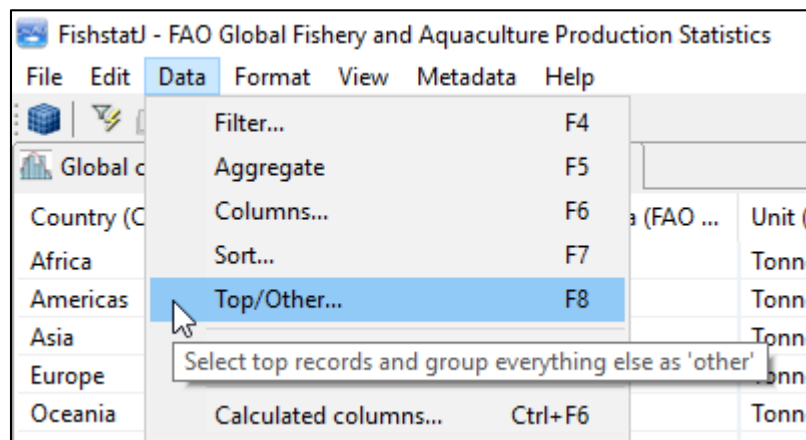 FishstatJ - FAO Global Fishery and Aquaculture Production Statistics
File Edit Data Format View Metadata Help
Filter... F4
Global c Aggregate F5
Country (C Columns... F6 a (FAO ... Unit (
Africa Sort... F7 Tonn
Americas Top/Other... F8 Tonn
Asia Tonn
Select top records and group everything else as 'other'
Europe onn
Oceania Calculated columns... Ctrl+F6 Tonn